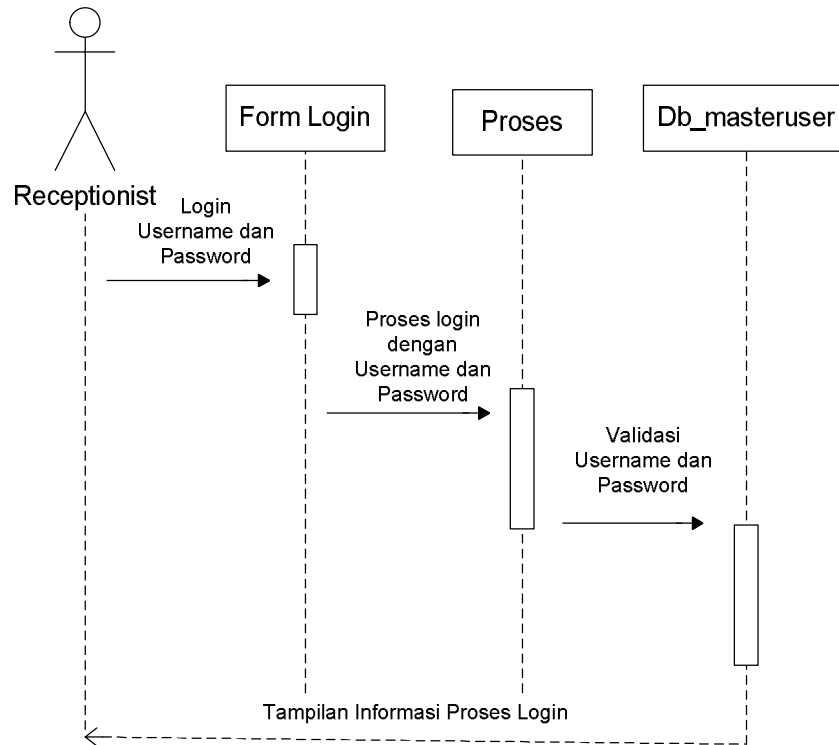 Form Login
Proses
Db_masteruser
Receptionist
Login
Username dan
Password
Proses login
dengan
Username dan
Password
Validasi
Username dan
Password
Tampilan Informasi Proses Login